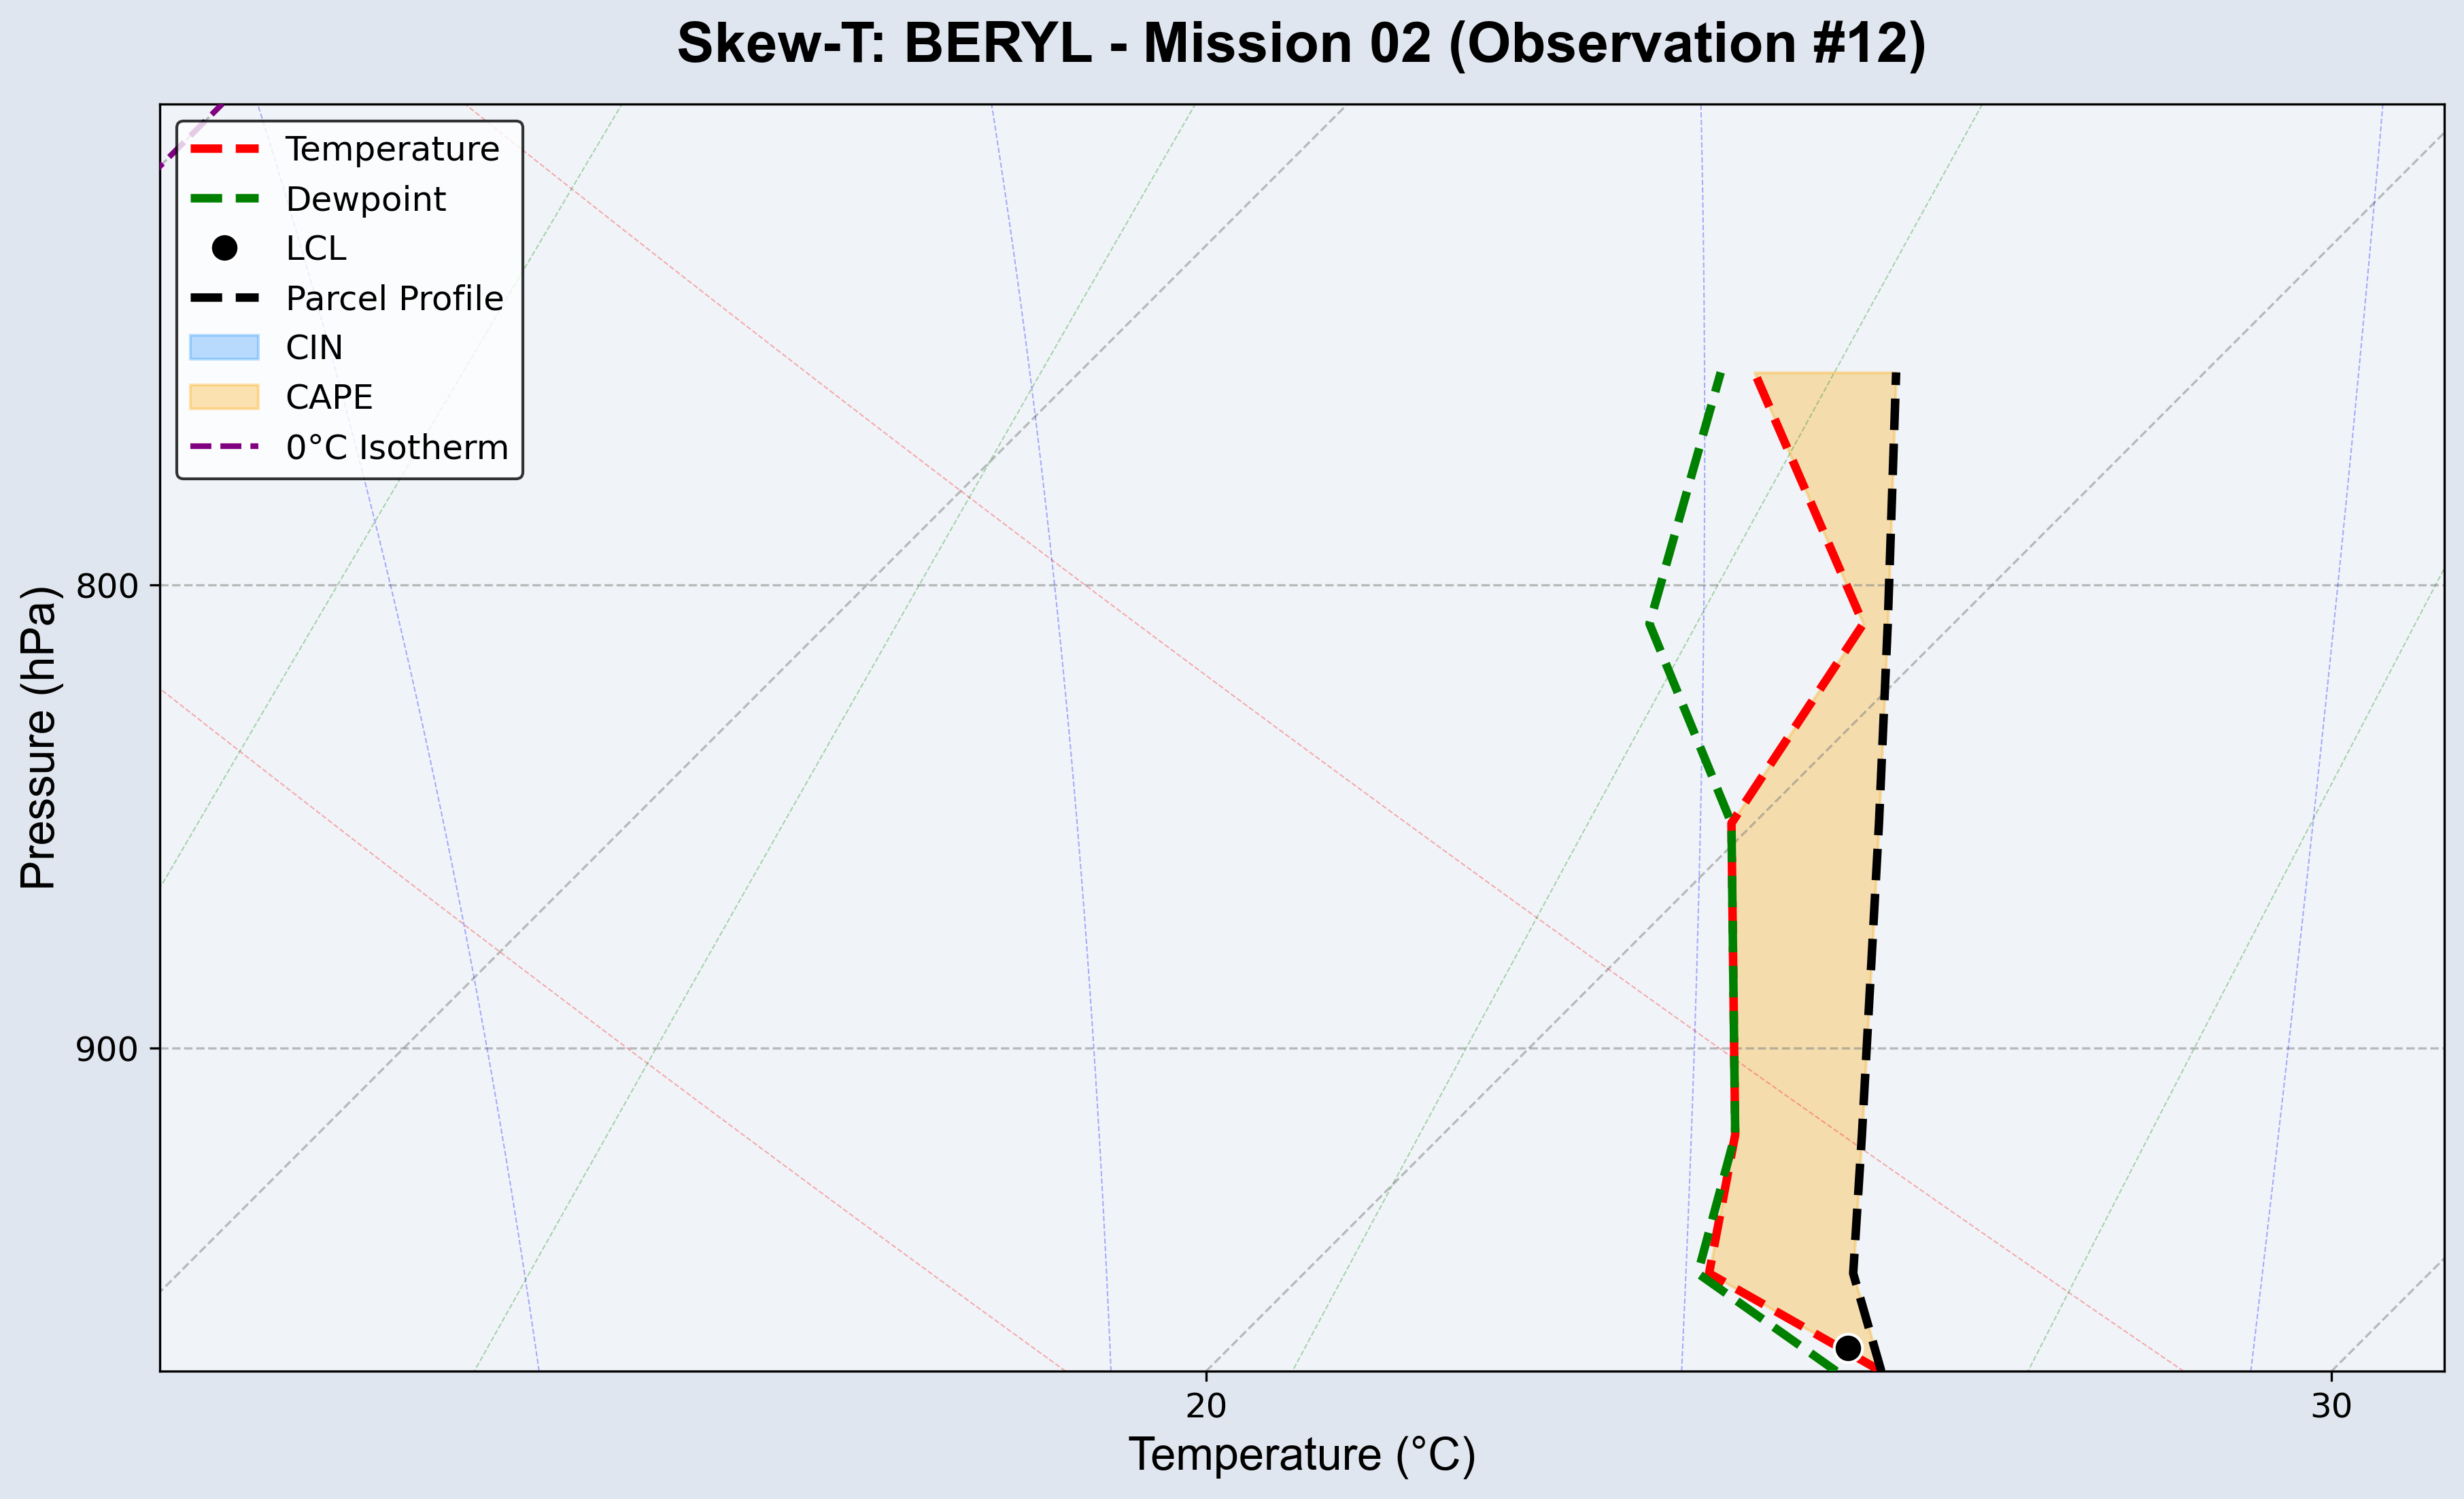 Skew-T: BERYL - Mission 02 (Observation #12)
Temperature
Dewpoint
LCL
Parcel Profile
CIN
CAPE
0°C Isotherm
Pressure (hPa)
800
900
20
30
Temperature (°C)